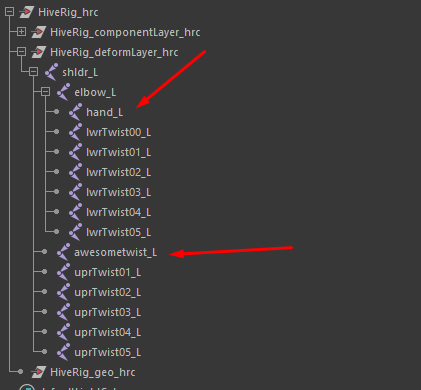 HiveRig_hrc
HiveRig_componentLayer_hrc
HiveRig_deformLayer_hrc
shldr_L
elbow_L
hand_L
lwrTwist00_L
lwrTwist01_L
lwrTwist02_L
lwrTwist03_L
lwrTwist04_L
lwrTwist05_L
awesometwist_L
uprTwist01_L
uprTwist02_L
uprTwist03_L
uprTwist04_L
uprTwist05_L
HiveRig_geo_hrc